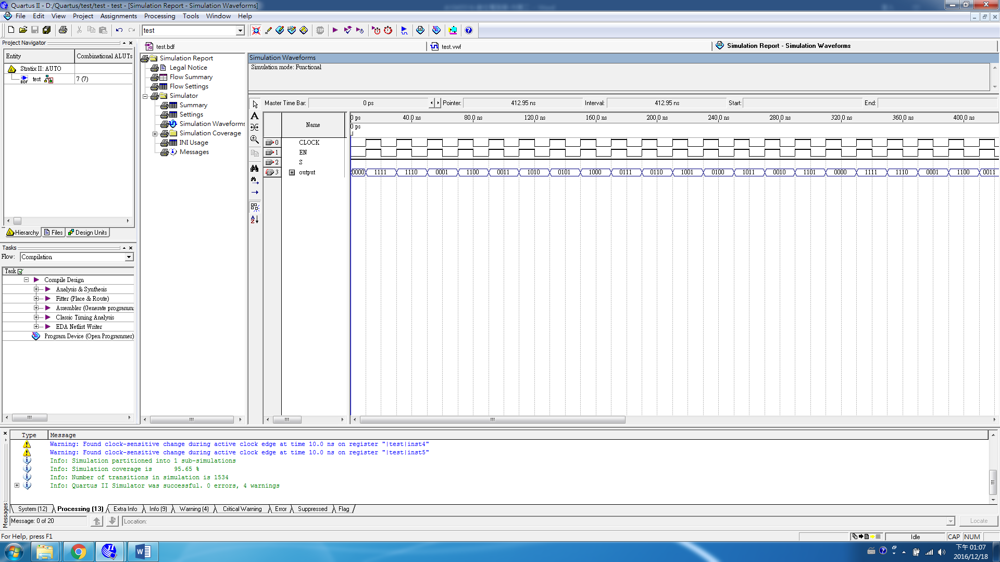 Quartus II - D:/Quartus/test/test - test - [Simulation Report - Simulation Waveforms]
File Edit View Project Assignments Processing Tools Window Help
test
Project Navigator
Entity Combinational ALUTs
Stratix II: AUTO
test 7 (7)
Hierarchy Files Design Units
Tasks
Flow: Compilation
Task
Compile Design
Analysis & Synthesis
Fitter (Place & Route)
Assembler (Generate programm
Classic Timing Analysis
EDA Netlist Writer
Program Device (Open Programmer)
test.bdf test.vwf Simulation Report - Simulation Waveforms
Simulation Report
Legal Notice
Flow Summary
Flow Settings
Simulator
Summary
Settings
Simulation Waveforms
Simulation Coverage
INI Usage
Messages
Simulation Waveforms
Simulation mode: Functional
Master Time Bar: 0 ps Pointer: 412.95 ns Interval: 412.95 ns Start: End:
Name
0 ps 40.0 ns 80.0 ns 120.0 ns 160.0 ns 200.0 ns 240.0 ns 280.0 ns 320.0 ns 360.0 ns 400.0 ns
0 ps
0 CLOCK
1 EN
2 S
3 output 0000 1111 1110 0001 1100 0011 1010 0101 1000 0111 0110 1001 0100 1011 0010 1101 0000 1111 1110 0001 1100 0011
Type Message
Warning: Found clock-sensitive change during active clock edge at time 10.0 ns on register "|test|inst4"
Warning: Found clock-sensitive change during active clock edge at time 10.0 ns on register "|test|inst5"
Info: Simulation partitioned into 1 sub-simulations
Info: Simulation coverage is 95.65 %
Info: Number of transitions in simulation is 1534
Info: Quartus II Simulator was successful. 0 errors, 4 warnings
System (12) Processing (13) Extra Info Info (9) Warning (4) Critical Warning Error Suppressed Flag
Messages
Message: 0 of 20 Location: Locate
For Help, press F1 Idle CAP NUM
下午 01:07
2016/12/18